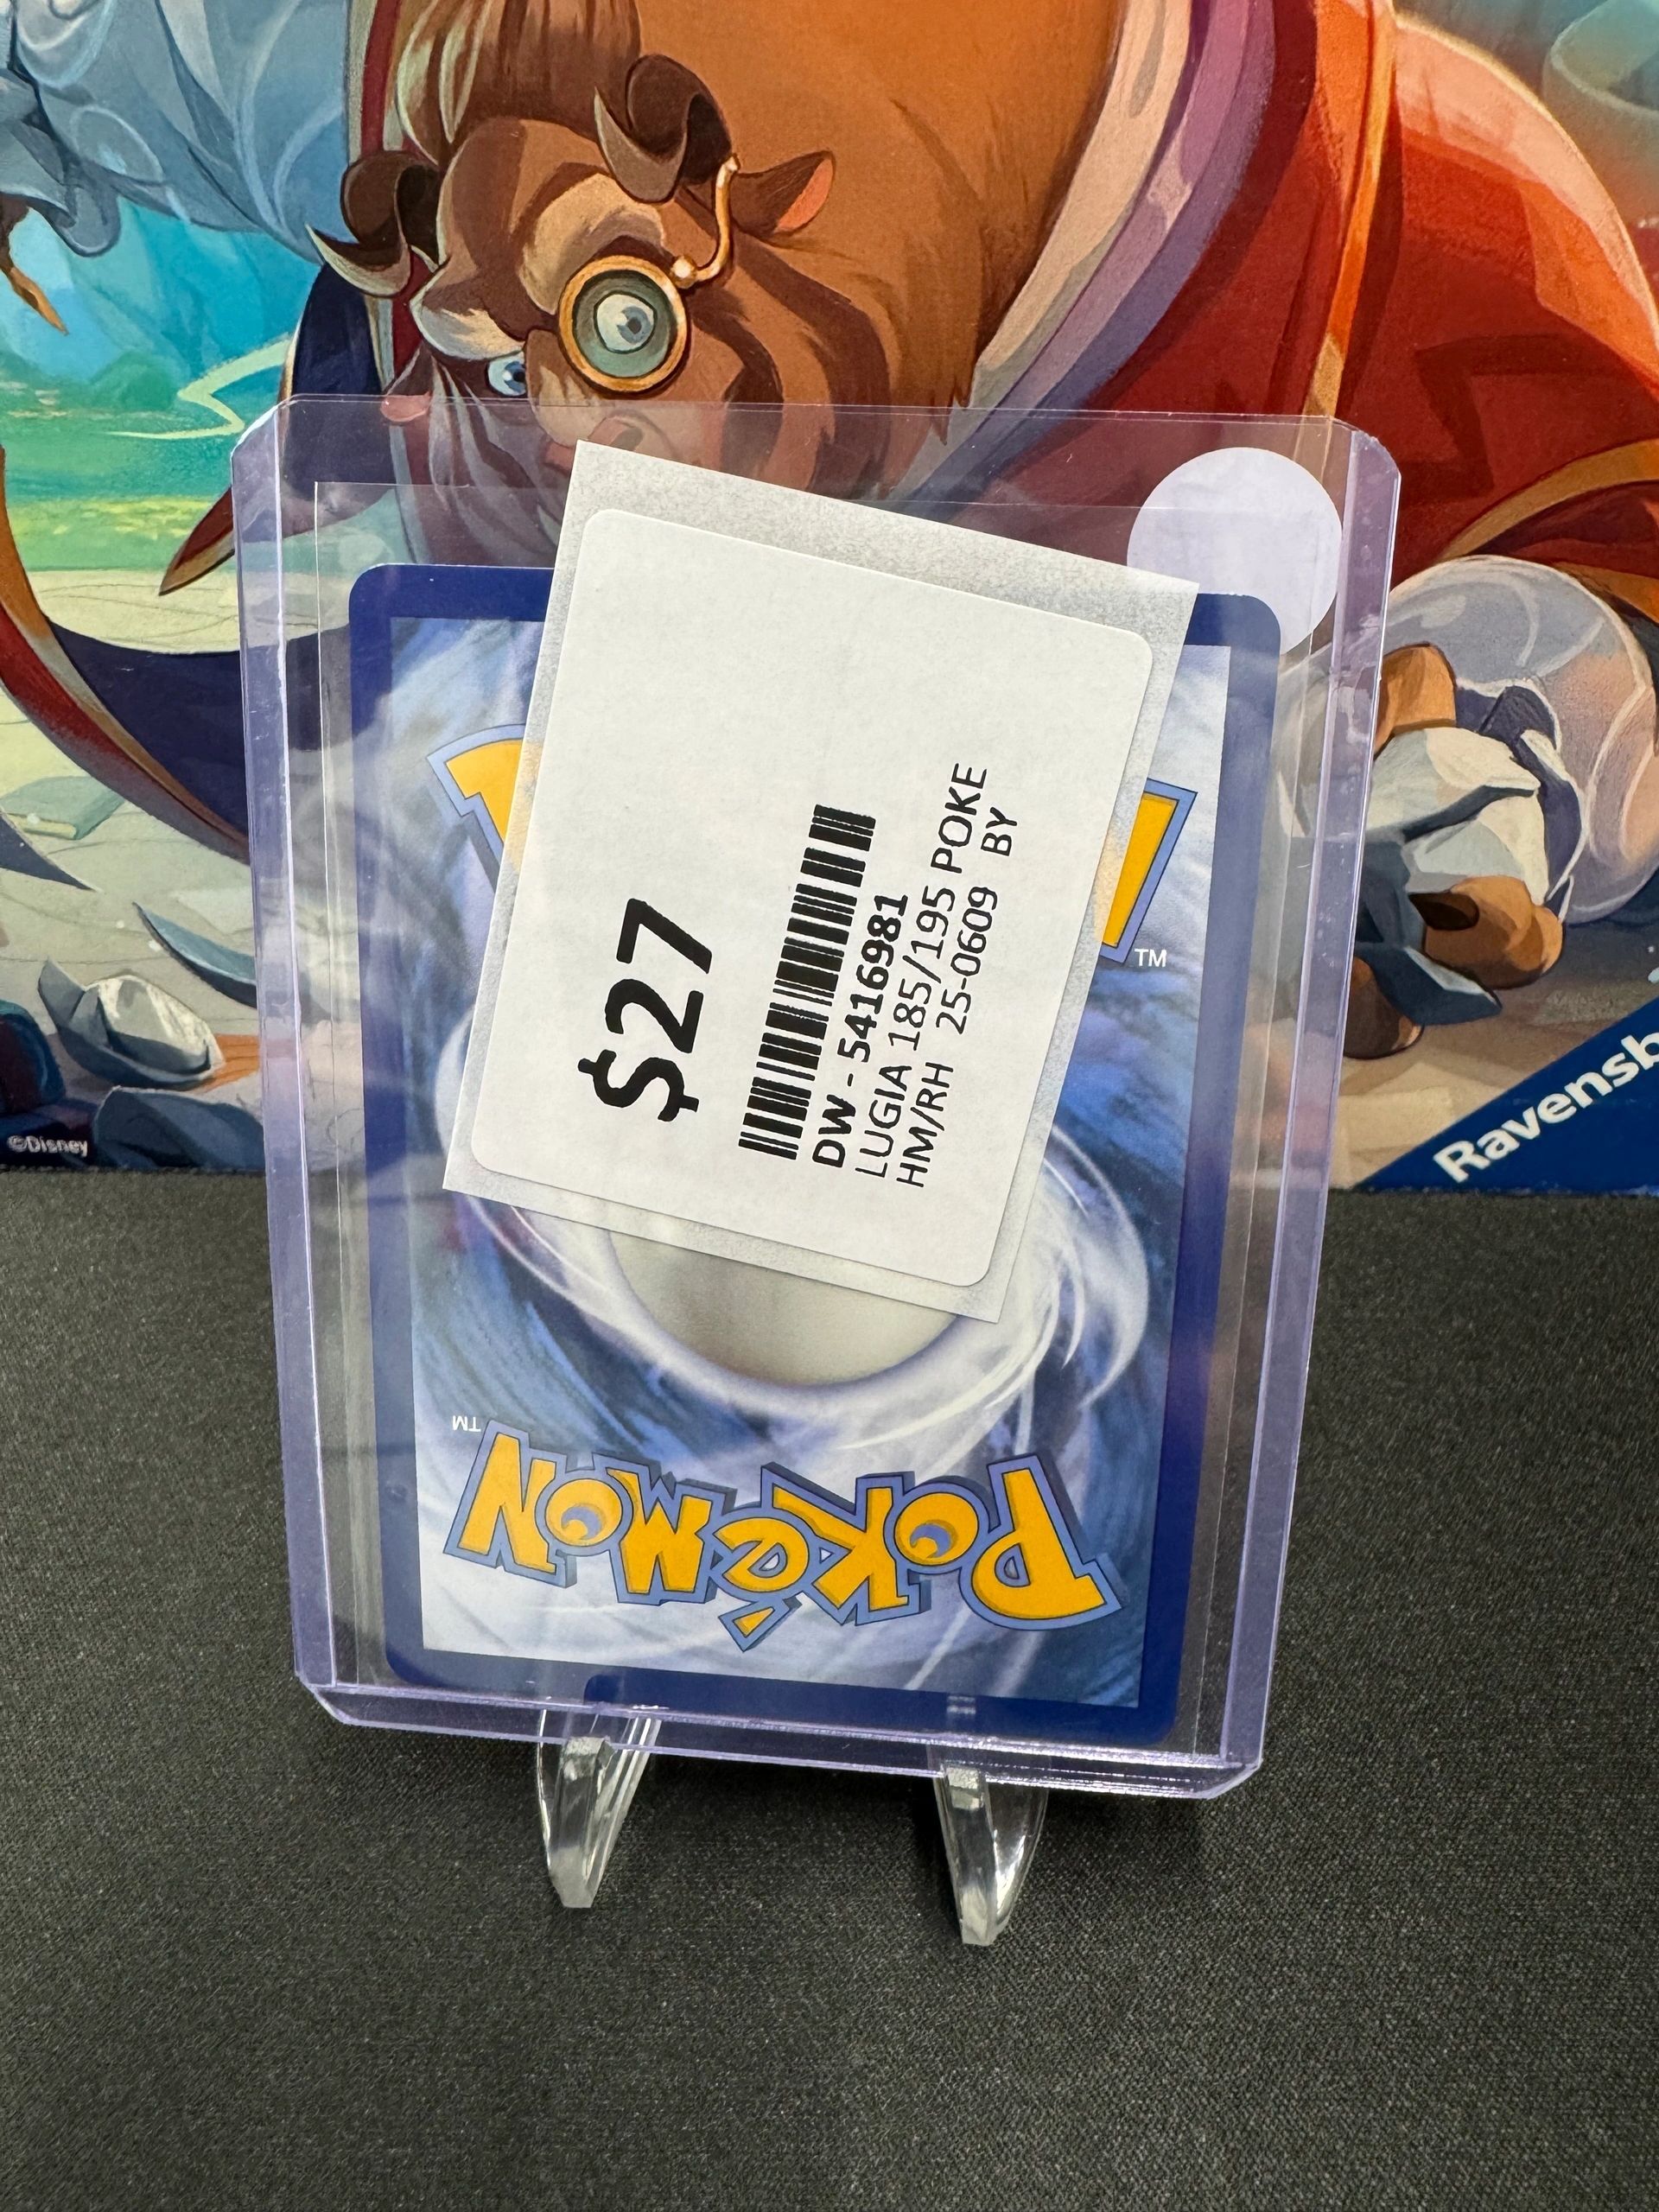 $27
DW - 5416981
LUGIA 185/195 POKE
HM/RH 25-0609 BY
TM
TM
POKéMON
©Disney
Ravensb